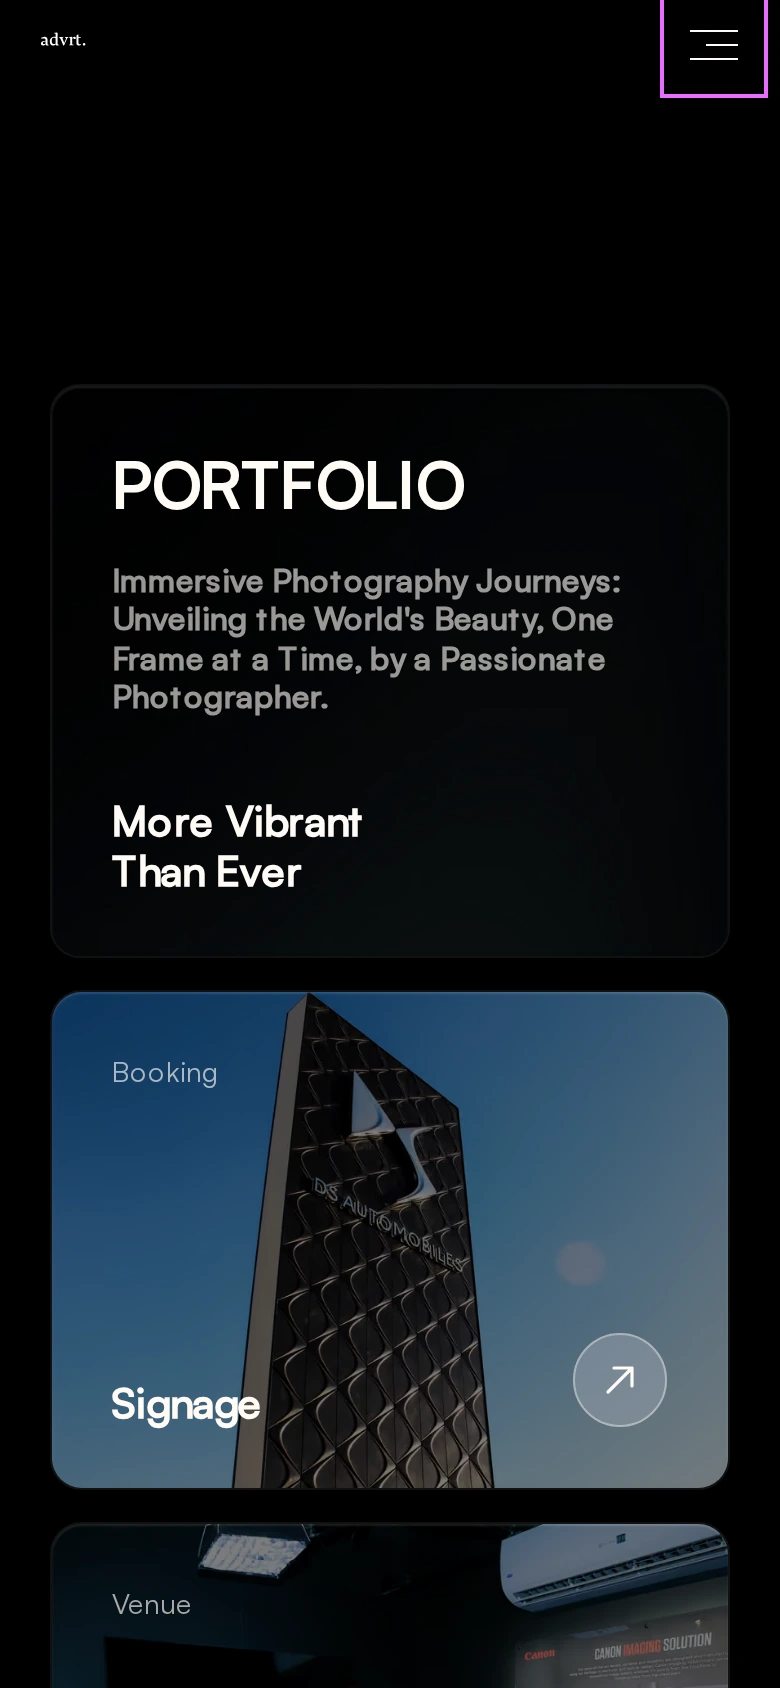 advrt.
PORTFOLIO
Immersive Photography Journeys:
Unveiling the World's Beauty, One
Frame at a Time, by a Passionate
Photographer.
More Vibrant
Than Ever
Booking
DS AUTOMOBILES
Signage
Venue
Canon
CANON IMAGING SOLUTION